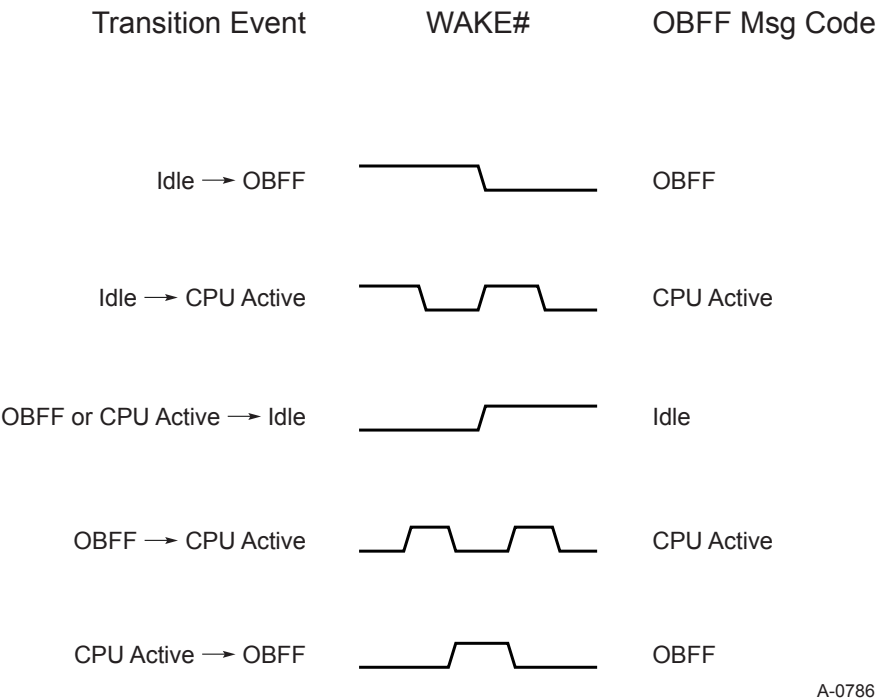 Transition Event WAKE# OBFF Msg Code
Idle → OBFF OBFF
Idle → CPU Active CPU Active
OBFF or CPU Active → Idle Idle
OBFF → CPU Active CPU Active
CPU Active → OBFF OBFF
A-0786